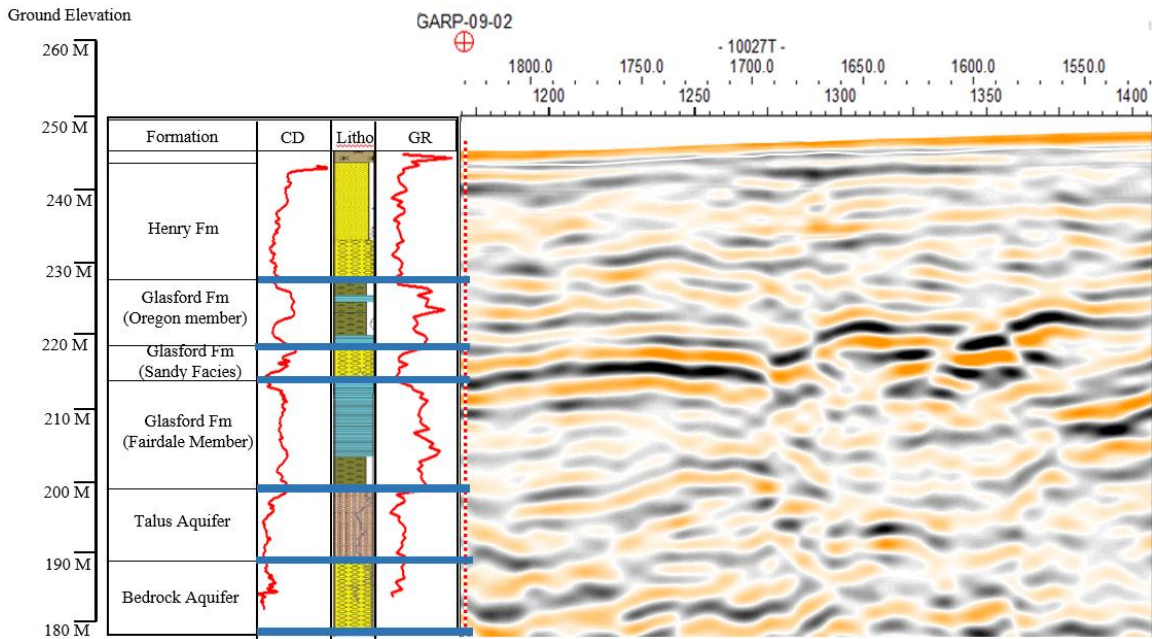 Ground Elevation
GARP-09-02
260 M
- 10027T -
1800.0 1750.0 1700.0 1650.0 1600.0 1550.0
1200 1250 1300 1350 1400
250 M
Formation CD Litho GR
240 M
Henry Fm
230 M
Glasford Fm
(Oregon member)
220 M
Glasford Fm
(Sandy Facies)
210 M
Glasford Fm
(Fairdale Member)
200 M
Talus Aquifer
190 M
Bedrock Aquifer
180 M